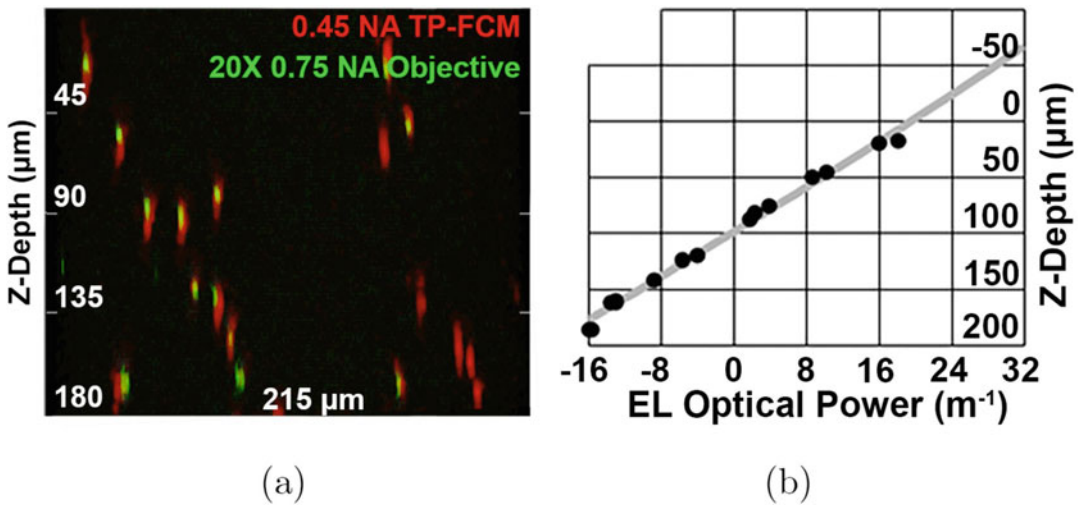 0.45 NA TP-FCM
20X 0.75 NA Objective
Z-Depth (μm)
45
90
135
180
215 μm
-50
0
50
100
150
200
Z-Depth (μm)
-16 -8 0 8 16 24 32
EL Optical Power (m⁻¹)
(a)
(b)